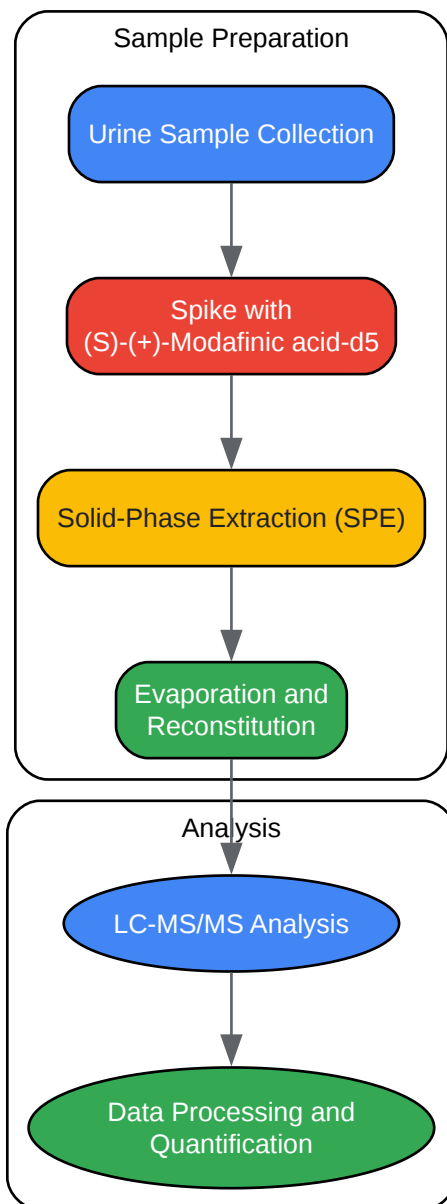 Sample Preparation
Urine Sample Collection
Spike with
(S)-(+)-Modafinic acid-d5
Solid-Phase Extraction (SPE)
Evaporation and
Reconstitution
Analysis
LC-MS/MS Analysis
Data Processing and
Quantification